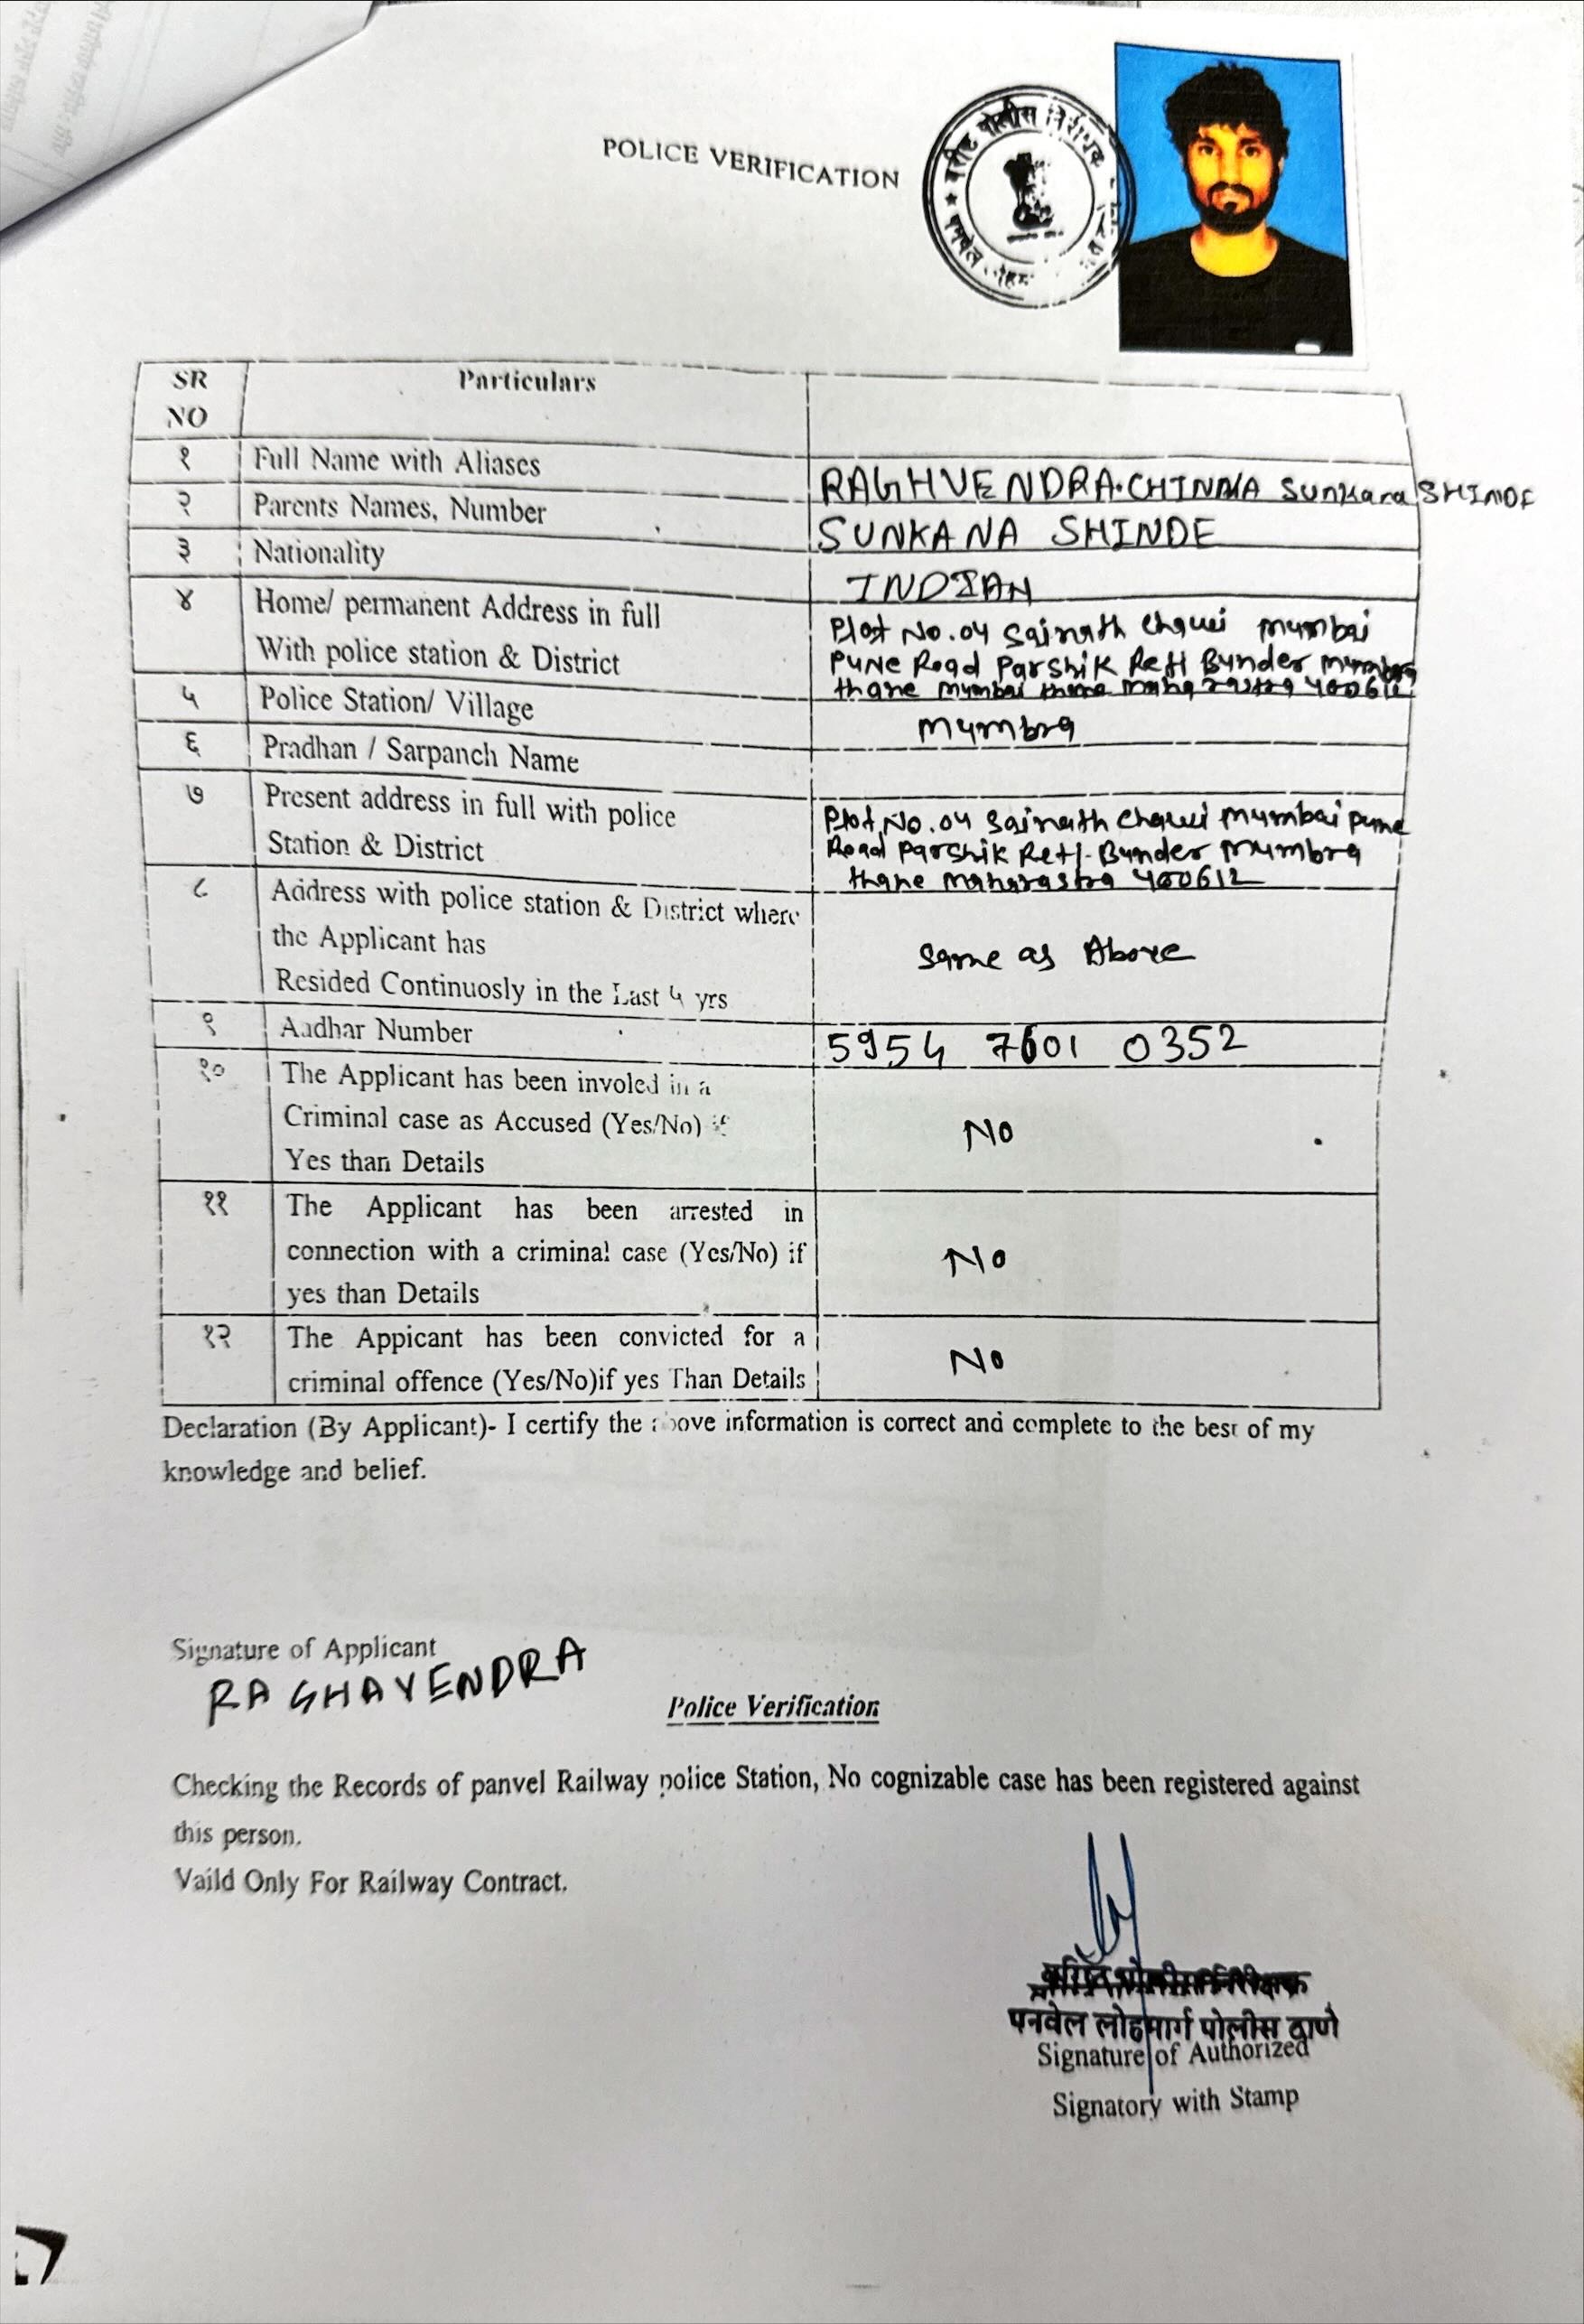 POLICE VERIFICATION
वरीष्ठ पोलीस निरीक्षक
पनवेल
SR NO
Particulars
१ Full Name with Aliases RAGHVENDRA.CHINNA Sunkana SHINDE
२ Parents Names, Number SUNKANA SHINDE
३ Nationality INDIAN
४ Home/ permanent Address in full
With police station & District
Plot No.04 Sainath Chawi mumbai
PUNE Road Parshik Reti Bunder mumbra
thane mumbai thane maharastra 400612
५ Police Station/ Village mumbra
६ Pradhan / Sarpanch Name
७ Present address in full with police
Station & District
Plot No.04 Sainath Chawi mumbai pune
Road Parshik Reti-Bunder mumbra
thane maharastra 400612
८ Address with police station & District where
the Applicant has
Resided Continuosly in the Last ५ yrs
Same as Above
९ Aadhar Number 5954 7601 0352
१० The Applicant has been involed in a
Criminal case as Accused (Yes/No) if
Yes than Details
No
११ The Applicant has been arrested in
connection with a criminal case (Yes/No) if
yes than Details
No
१२ The Appicant has been convicted for a
criminal offence (Yes/No)if yes Than Details
No
Declaration (By Applicant)- I certify the above information is correct and complete to the best of my
knowledge and belief.
Signature of Applicant
RAGHAVENDRA
Police Verification
Checking the Records of panvel Railway police Station, No cognizable case has been registered against
this person.
Vaild Only For Railway Contract.
पनवेल लोहमार्ग पोलीस ठाणे
Signature of Authorized
Signatory with Stamp